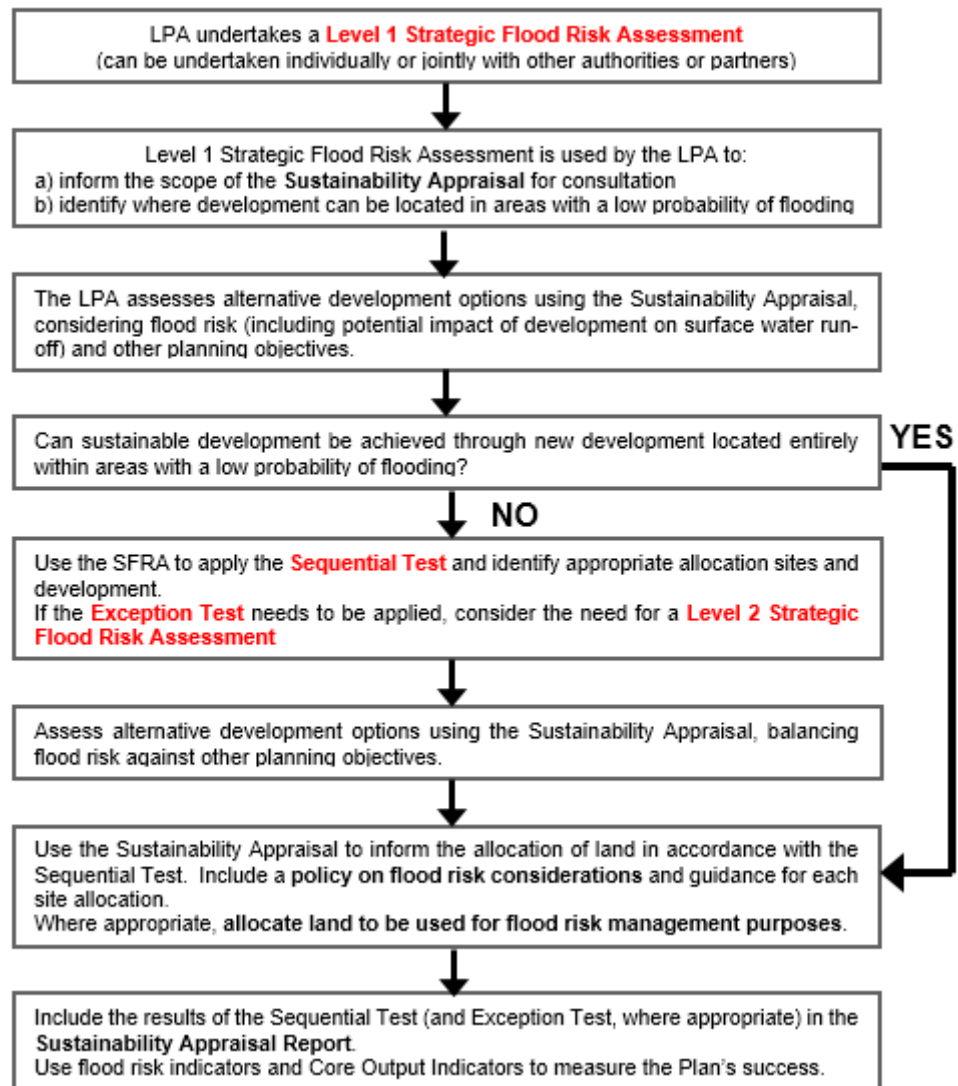 LPA undertakes a Level 1 Strategic Flood Risk Assessment
(can be undertaken individually or jointly with other authorities or partners)
Level 1 Strategic Flood Risk Assessment is used by the LPA to:
a) inform the scope of the Sustainability Appraisal for consultation
b) identify where development can be located in areas with a low probability of flooding
The LPA assesses alternative development options using the Sustainability Appraisal,
considering flood risk (including potential impact of development on surface water run-
off) and other planning objectives.
Can sustainable development be achieved through new development located entirely
within areas with a low probability of flooding?
YES
NO
Use the SFRA to apply the Sequential Test and identify appropriate allocation sites and
development.
If the Exception Test needs to be applied, consider the need for a Level 2 Strategic
Flood Risk Assessment
Assess alternative development options using the Sustainability Appraisal, balancing
flood risk against other planning objectives.
Use the Sustainability Appraisal to inform the allocation of land in accordance with the
Sequential Test. Include a policy on flood risk considerations and guidance for each
site allocation.
Where appropriate, allocate land to be used for flood risk management purposes.
Include the results of the Sequential Test (and Exception Test, where appropriate) in the
Sustainability Appraisal Report.
Use flood risk indicators and Core Output Indicators to measure the Plan's success.